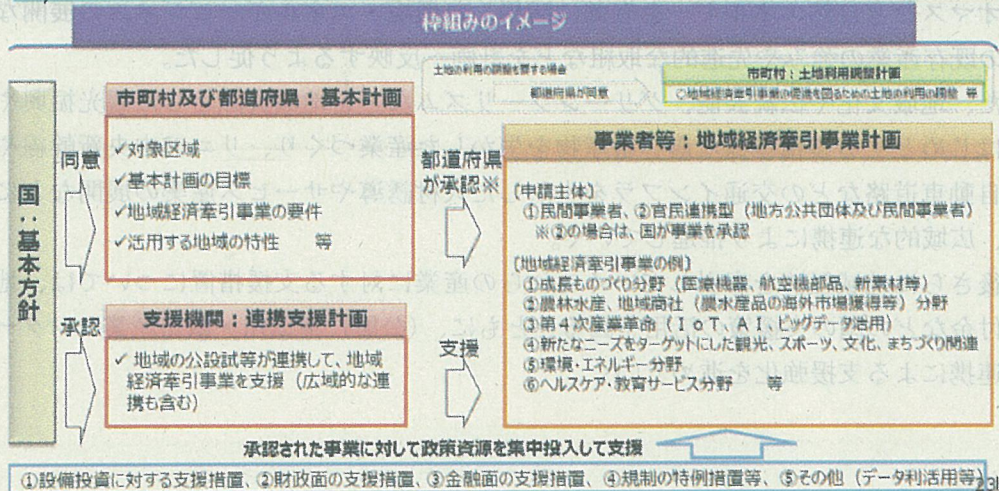 枠組みのイメージ
国：基本方針
同意
承認
市町村及び都道府県：基本計画
✓対象区域
✓基本計画の目標
✓地域経済牽引事業の要件
✓活用する地域の特性　等
支援機関：連携支援計画
✓ 地域の公設試等が連携して、地域
経済牽引事業を支援（広域的な連
携も含む）
都道府県
が承認※
支援
土地の利用の調整を要する場合
都道府県が同意
市町村：土地利用調整計画
○地域経済牽引事業の促進を図るための土地の利用の調整　等
事業者等：地域経済牽引事業計画
〔申請主体〕
①民間事業者、②官民連携型（地方公共団体及び民間事業者）
※②の場合は、国が事業を承認
〔地域経済牽引事業の例〕
①成長ものづくり分野（医療機器、航空機部品、新素材等）
②農林水産、地域商社（農水産品の海外市場獲得等）分野
③第４次産業革命（ＩｏＴ、ＡＩ、ビッグデータ活用）
④新たなニーズをターゲットにした観光、スポーツ、文化、まちづくり関連
⑤環境・エネルギー分野
⑥ヘルスケア・教育サービス分野　等
承認された事業に対して政策資源を集中投入して支援
①設備投資に対する支援措置、②財政面の支援措置、③金融面の支援措置、④規制の特例措置等、⑤その他（データ利活用等）